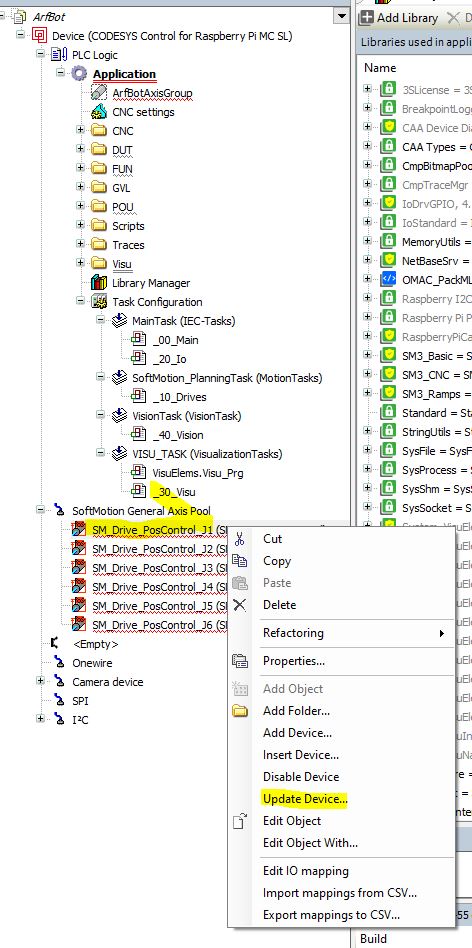 ArfBot
Device (CODESYS Control for Raspberry Pi MC SL)
PLC Logic
Application
ArfBotAxisGroup
CNC settings
CNC
DUT
FUN
GVL
POU
Scripts
Traces
Visu
Library Manager
Task Configuration
MainTask (IEC-Tasks)
_00_Main
_20_Io
SoftMotion_PlanningTask (MotionTasks)
_10_Drives
VisionTask (VisionTask)
_40_Vision
VISU_TASK (VisualizationTasks)
VisuElems.Visu_Prg
_30_Visu
SoftMotion General Axis Pool
SM_Drive_PosControl_J1
SM_Drive_PosControl_J2
SM_Drive_PosControl_J3
SM_Drive_PosControl_J4
SM_Drive_PosControl_J5
SM_Drive_PosControl_J6
<Empty>
Onewire
Camera device
SPI
I²C
Cut
Copy
Paste
Delete
Refactoring
Properties...
Add Object
Add Folder...
Add Device...
Insert Device...
Disable Device
Update Device...
Edit Object
Edit Object With...
Edit IO mapping
Import mappings from CSV...
Export mappings to CSV...
Add Library
Libraries used in applic
Name
3SLicense = 3S
BreakpointLogg
CAA Device Dia
CAA Types = C
CmpBitmapPoo
CmpTraceMgr
IoDrvGPIO, 4.
IoStandard = I
MemoryUtils =
NetBaseSrv =
OMAC_PackML
Raspberry I2C
Raspberry Pi P
RaspberryPiCa
SM3_Basic = S
SM3_CNC = SM
SM3_Ramps =
Standard = Sta
StringUtils = S
SysFile = SysF
SysProcess =
SysShm = SysS
SysSocket = S
55
Build